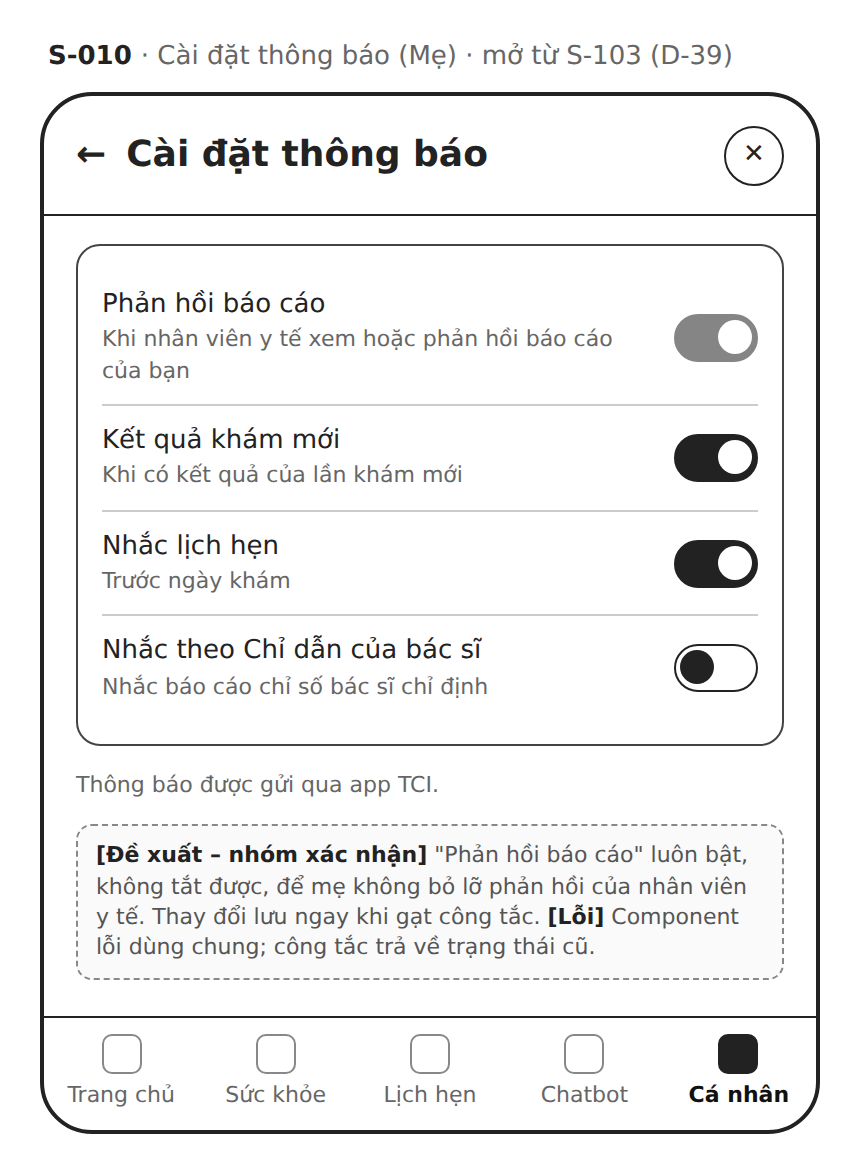 S-010 · Cài đặt thông báo (Mẹ) · mở từ S-103 (D-39)
← Cài đặt thông báo ✕
Phản hồi báo cáo
Khi nhân viên y tế xem hoặc phản hồi báo cáo
của bạn
Kết quả khám mới
Khi có kết quả của lần khám mới
Nhắc lịch hẹn
Trước ngày khám
Nhắc theo Chỉ dẫn của bác sĩ
Nhắc báo cáo chỉ số bác sĩ chỉ định
Thông báo được gửi qua app TCI.
[Đề xuất – nhóm xác nhận] "Phản hồi báo cáo" luôn bật,
không tắt được, để mẹ không bỏ lỡ phản hồi của nhân viên
y tế. Thay đổi lưu ngay khi gạt công tắc. [Lỗi] Component
lỗi dùng chung; công tắc trả về trạng thái cũ.
Trang chủ Sức khỏe Lịch hẹn Chatbot Cá nhân